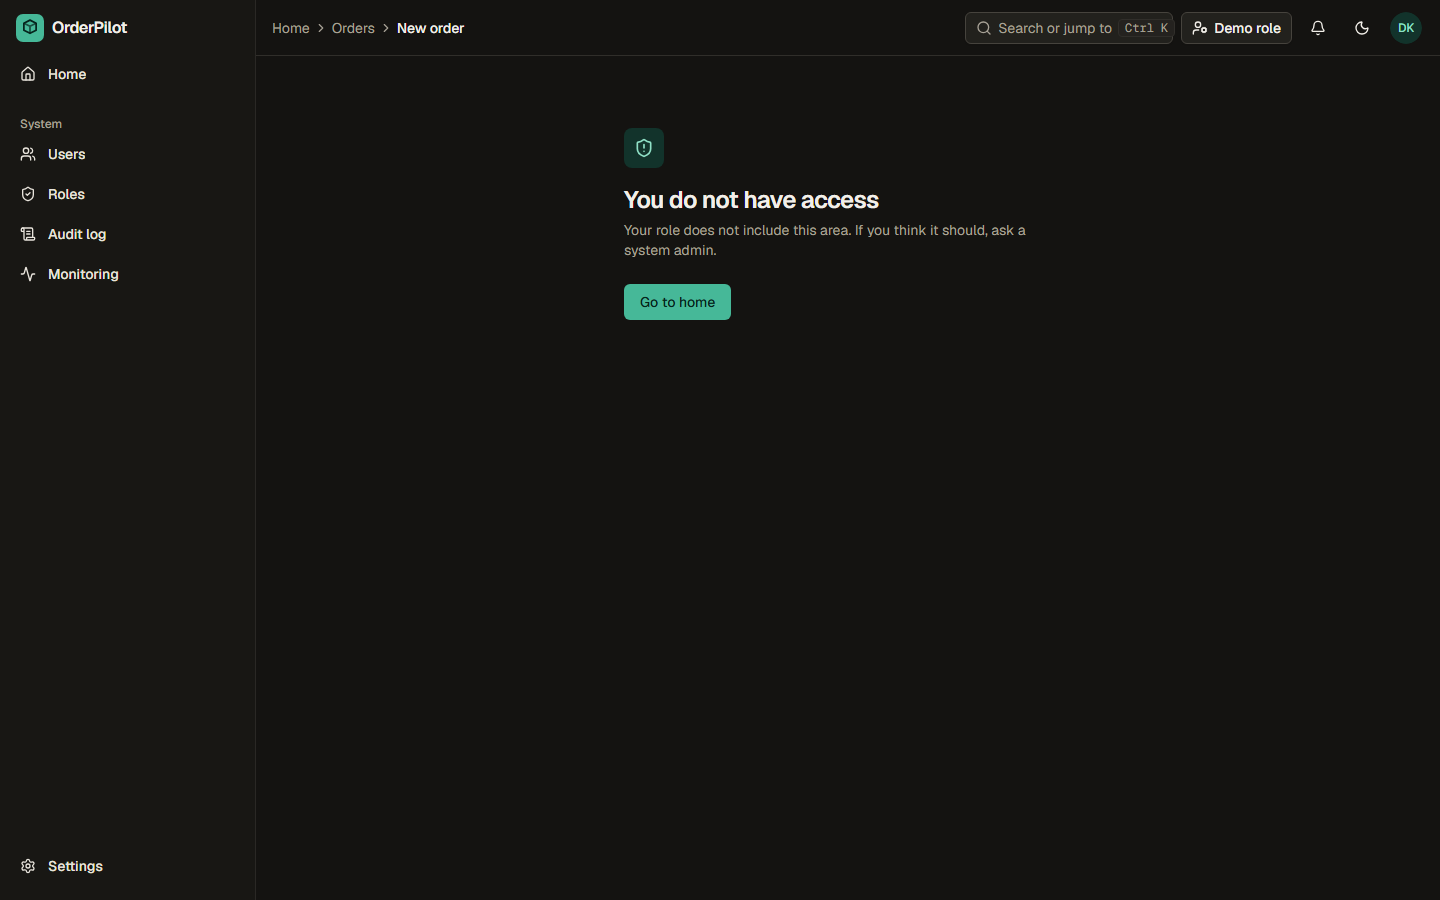 OrderPilot
Home
System
Users
Roles
Audit log
Monitoring
Settings
Home > Orders > New order
Search or jump to Ctrl K
Demo role
DK
You do not have access
Your role does not include this area. If you think it should, ask a
system admin.
Go to home